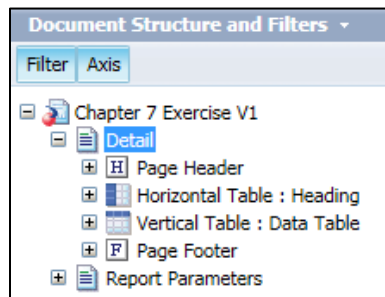 Document Structure and Filters
Filter Axis
Chapter 7 Exercise V1
Detail
H Page Header
Horizontal Table : Heading
Vertical Table : Data Table
F Page Footer
Report Parameters